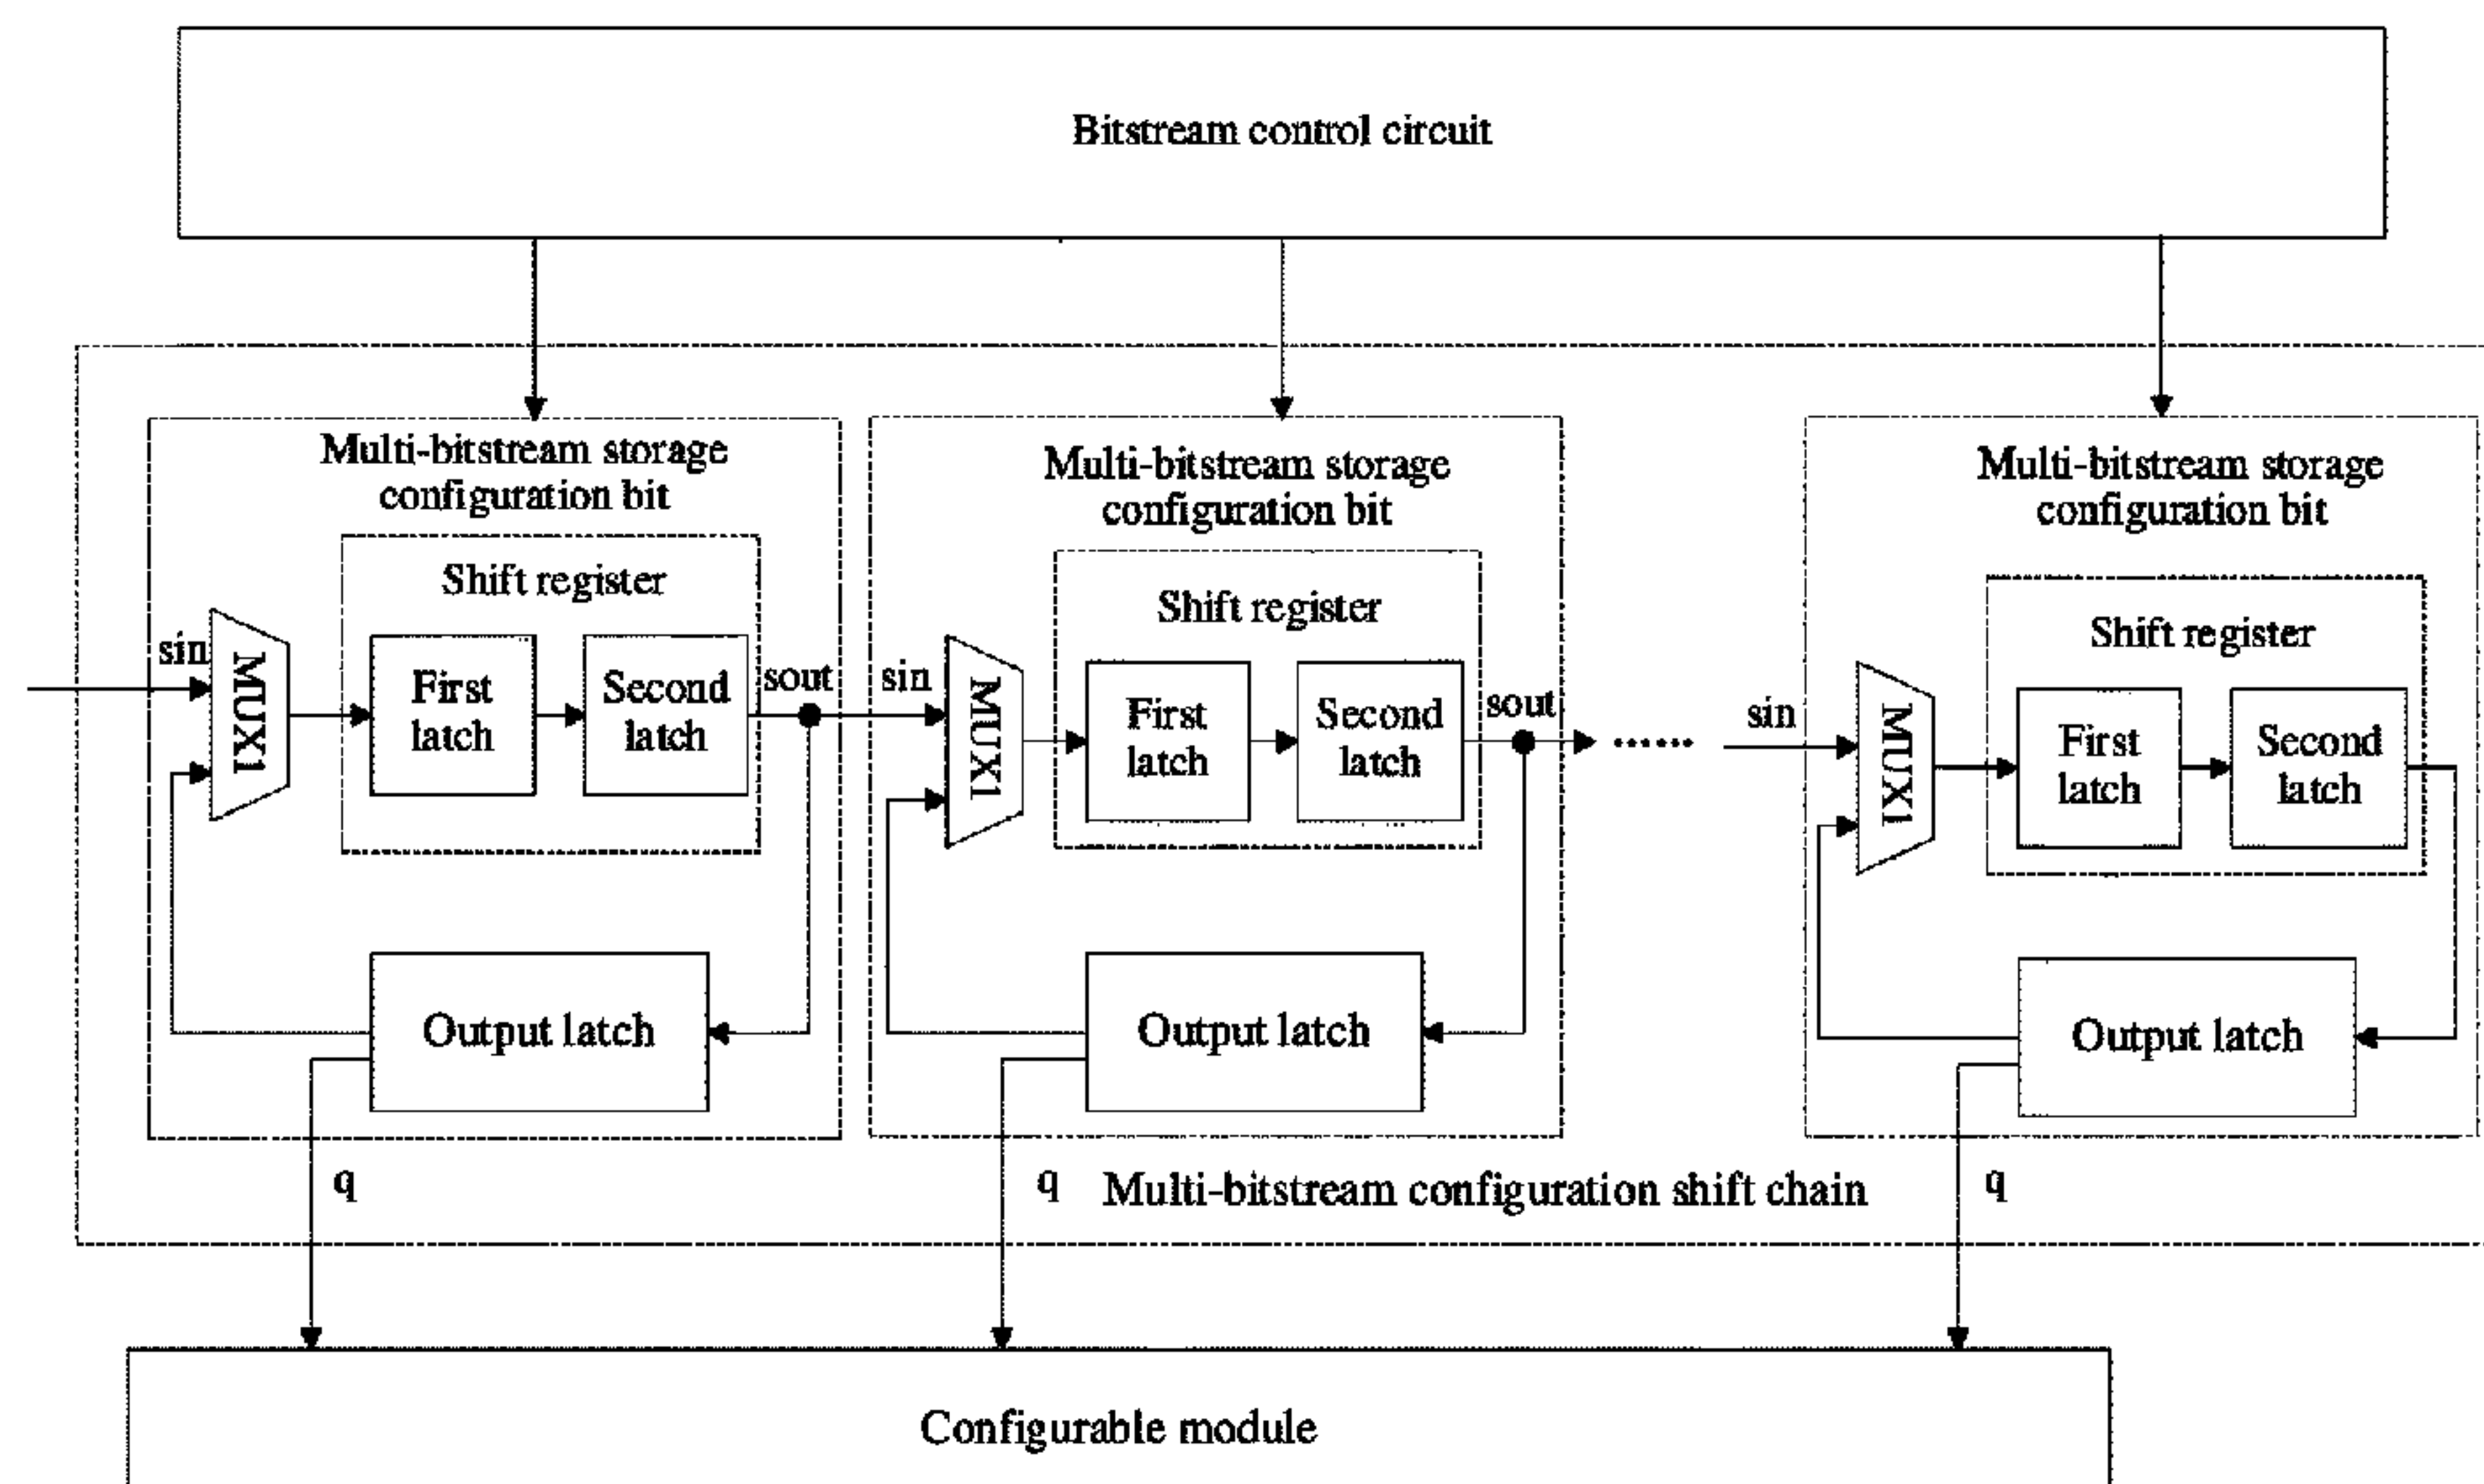 Bitstream control circuit
Multi-bitstream storage
configuration bit
Shift register
sin
MUX1
First
latch
Second
latch
sout
Output latch
q
Multi-bitstream storage
configuration bit
Shift register
sin
MUX1
First
latch
Second
latch
sout
Output latch
q
......
Multi-bitstream storage
configuration bit
Shift register
sin
MUX1
First
latch
Second
latch
Output latch
q
Multi-bitstream configuration shift chain
Configurable module